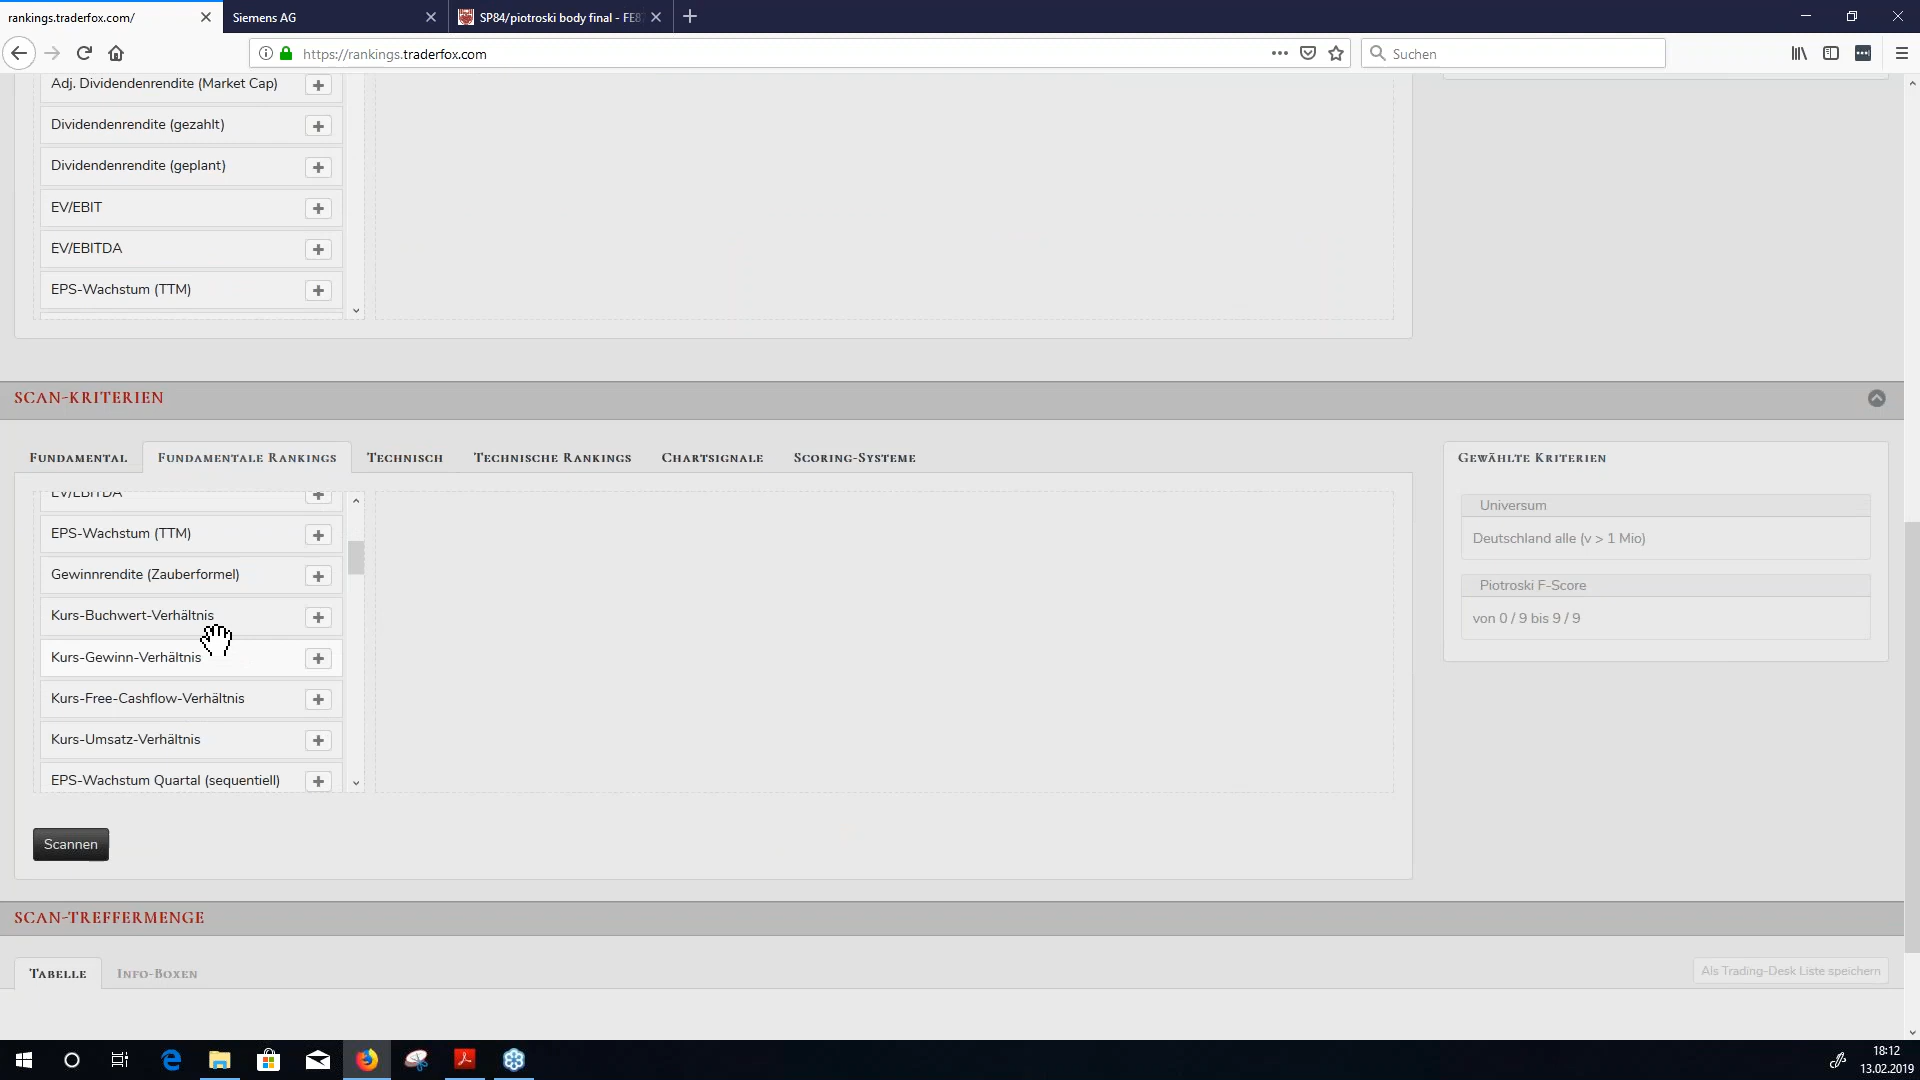 rankings.traderfox.com/
Siemens AG
SP84/piotroski body final - FE8
https://rankings.traderfox.com
Suchen
Adj. Dividendenrendite (Market Cap)
Dividendenrendite (gezahlt)
Dividendenrendite (geplant)
EV/EBIT
EV/EBITDA
EPS-Wachstum (TTM)
SCAN-KRITERIEN
FUNDAMENTAL
FUNDAMENTALE RANKINGS
TECHNISCH
TECHNISCHE RANKINGS
CHARTSIGNALE
SCORING-SYSTEME
GEWÄHLTE KRITERIEN
EV/EBITDA
EPS-Wachstum (TTM)
Gewinnrendite (Zauberformel)
Kurs-Buchwert-Verhältnis
Kurs-Gewinn-Verhältnis
Kurs-Free-Cashflow-Verhältnis
Kurs-Umsatz-Verhältnis
EPS-Wachstum Quartal (sequentiell)
Universum
Deutschland alle (v > 1 Mio)
Piotroski F-Score
von 0 / 9 bis 9 / 9
Scannen
SCAN-TREFFERMENGE
TABELLE
INFO-BOXEN
Als Trading-Desk Liste speichern
18:12
13.02.2019